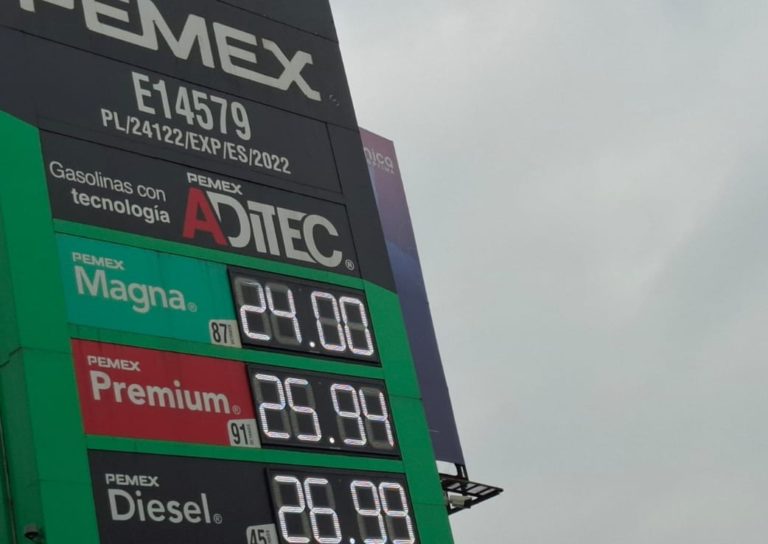 PEMEX
E14579
PL/24122/EXP/ES/2022
Gasolinas con
tecnología
PEMEX
ADITEC®
PEMEX
Magna®
87
24.00
PEMEX
Premium®
91
25.94
PEMEX
Diesel®
45
26.99